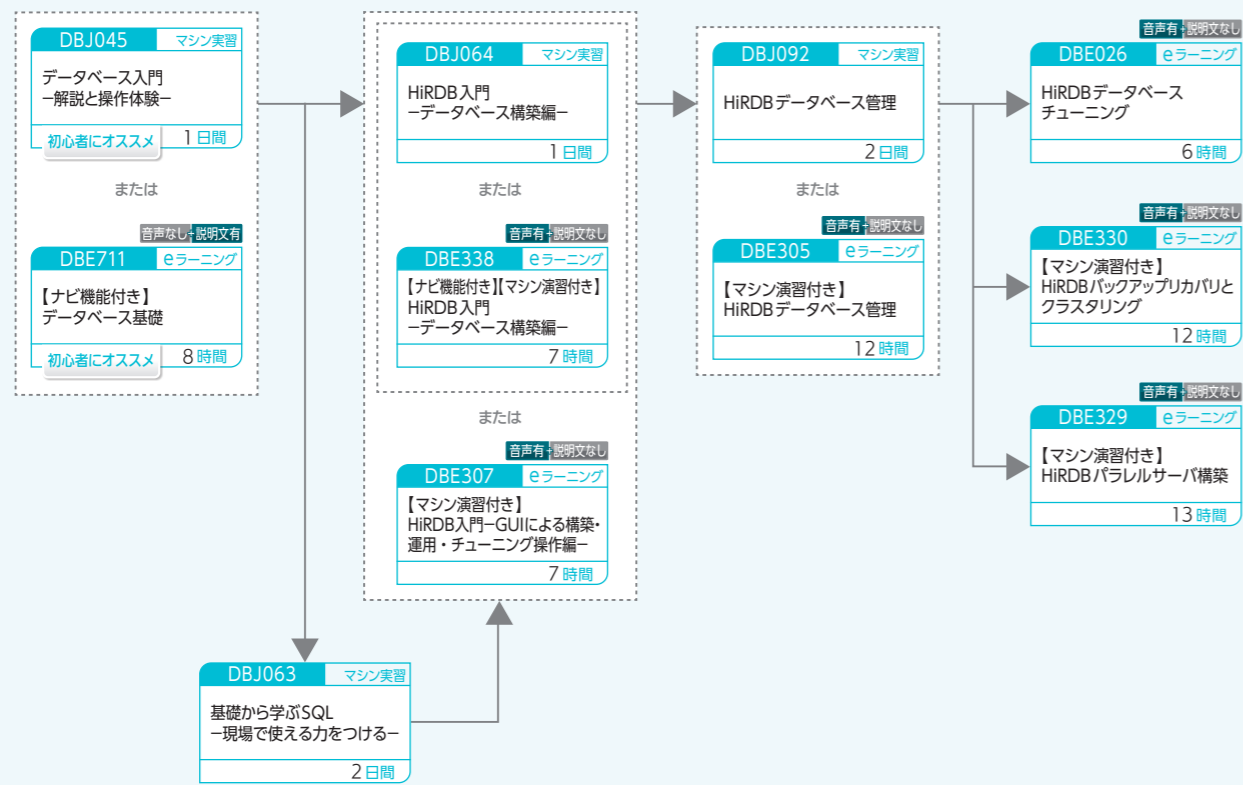 DBJ045 マシン実習
データベース入門
−解説と操作体験−
初心者にオススメ 1日間
または
音声なし+説明文有
DBE711 eラーニング
【ナビ機能付き】
データベース基礎
初心者にオススメ 8時間
DBJ064 マシン実習
HiRDB入門
−データベース構築編−
1日間
または
音声有+説明文なし
DBE338 eラーニング
【ナビ機能付き】【マシン演習付き】
HiRDB入門
−データベース構築編−
7時間
または
音声有+説明文なし
DBE307 eラーニング
【マシン演習付き】
HiRDB入門−GUIによる構築・
運用・チューニング操作編−
7時間
DBJ063 マシン実習
基礎から学ぶSQL
−現場で使える力をつける−
2日間
DBJ092 マシン実習
HiRDBデータベース管理
2日間
または
音声有+説明文なし
DBE305 eラーニング
【マシン演習付き】
HiRDBデータベース管理
12時間
音声有+説明文なし
DBE026 eラーニング
HiRDBデータベース
チューニング
6時間
音声有+説明文なし
DBE330 eラーニング
【マシン演習付き】
HiRDBバックアップリカバリと
クラスタリング
12時間
音声有+説明文なし
DBE329 eラーニング
【マシン演習付き】
HiRDBパラレルサーバ構築
13時間